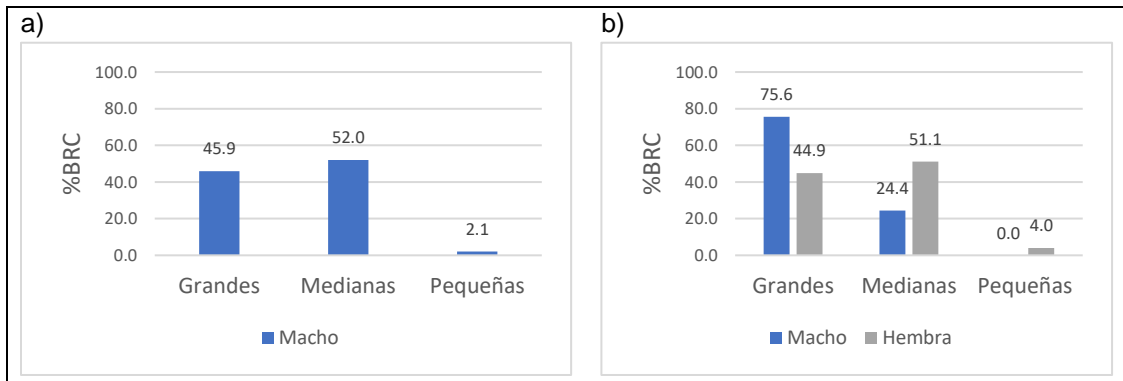 a)
100.0
80.0
60.0
40.0
20.0
0.0
%BRC
45.9
52.0
2.1
Grandes Medianas Pequeñas
Macho
b)
100.0
80.0
60.0
40.0
20.0
0.0
%BRC
75.6
44.9
24.4
51.1
0.0
4.0
Grandes Medianas Pequeñas
Macho Hembra